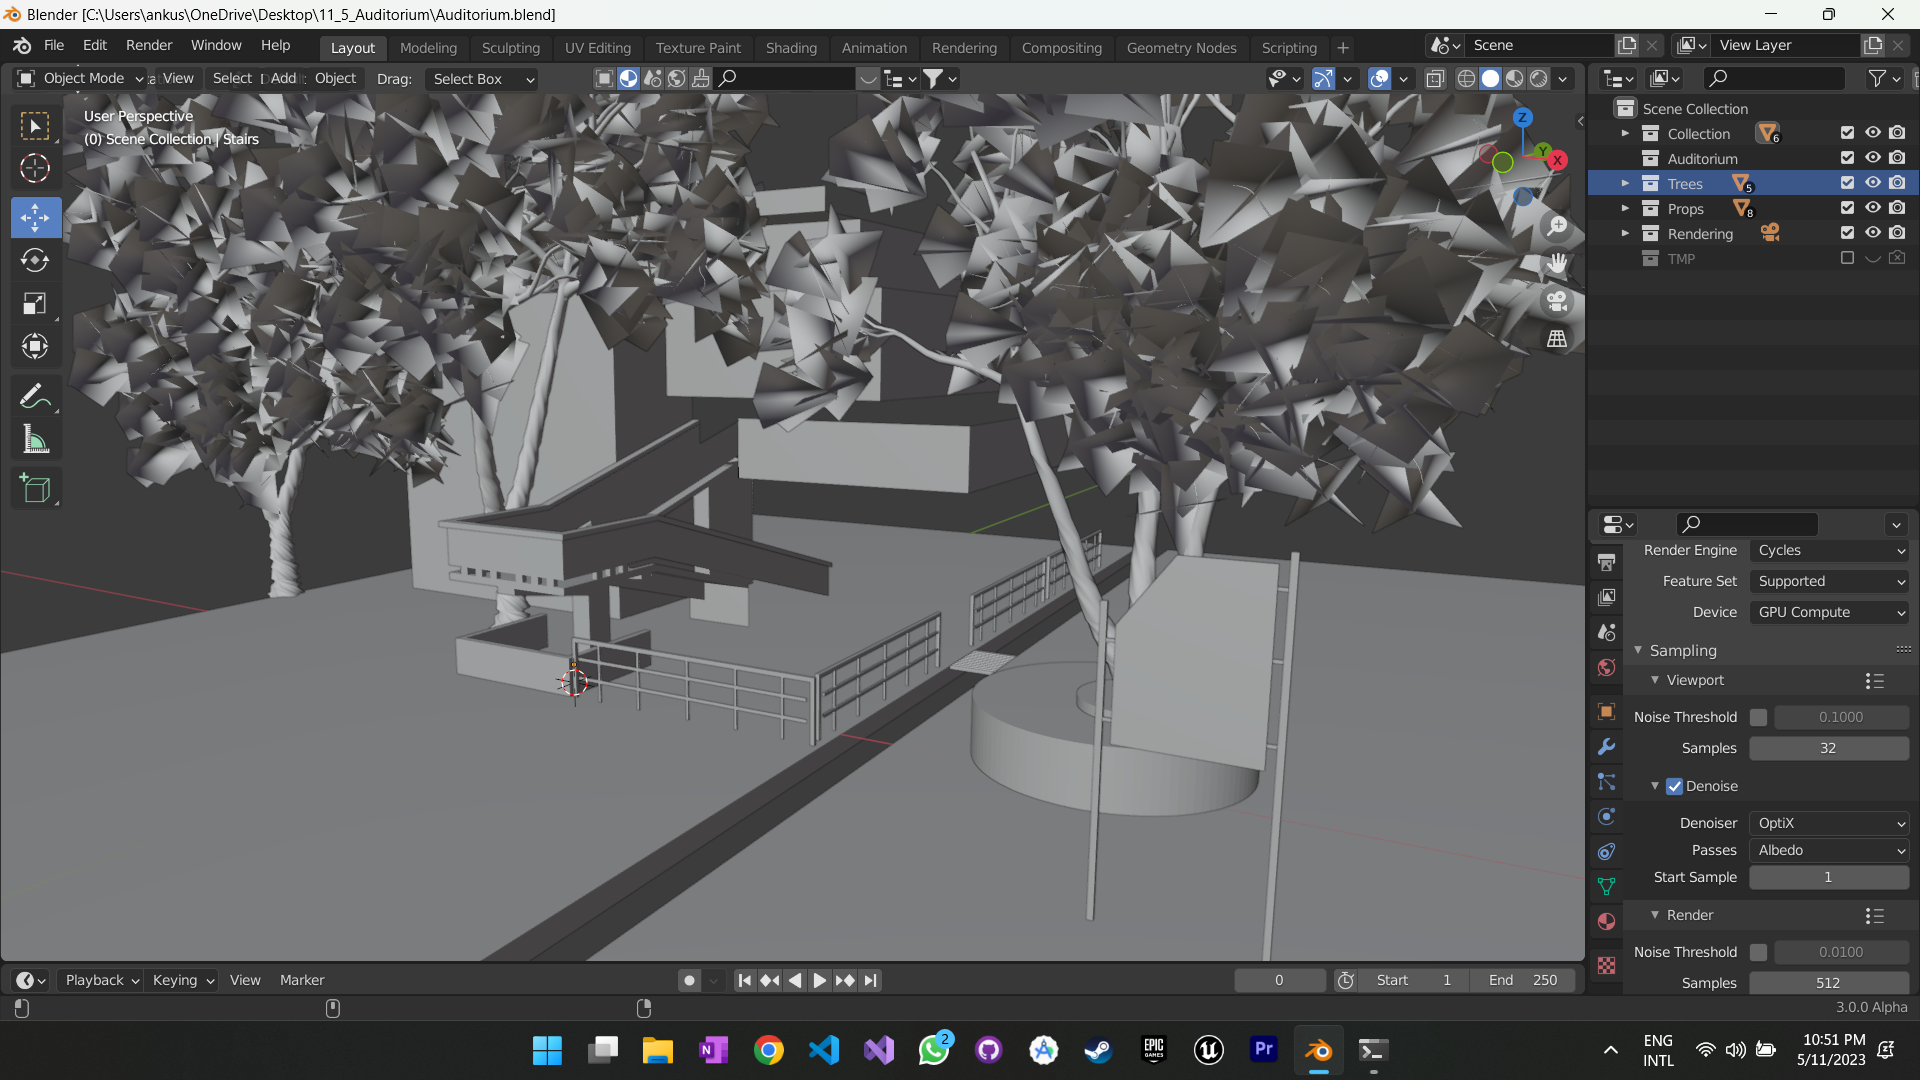 Blender [C:\Users\ankus\OneDrive\Desktop\11_5_Auditorium\Auditorium.blend]
File Edit Render Window Help Layout Modeling Sculpting UV Editing Texture Paint Shading Animation Rendering Compositing Geometry Nodes Scripting + Scene View Layer
Object Mode View Select Add Object Drag: Select Box
User Perspective
(0) Scene Collection | Stairs
Z
Y
X
Scene Collection
Collection 6
Auditorium
Trees 5
Props 8
Rendering
TMP
Render Engine Cycles
Feature Set Supported
Device GPU Compute
Sampling
Viewport
Noise Threshold 0.1000
Samples 32
Denoise
Denoiser OptiX
Passes Albedo
Start Sample 1
Render
Noise Threshold 0.0100
Samples 512
Playback Keying View Marker 0 Start 1 End 250
3.0.0 Alpha
2
N
EPIC GAMES
Pr
ENG
INTL
10:51 PM
5/11/2023